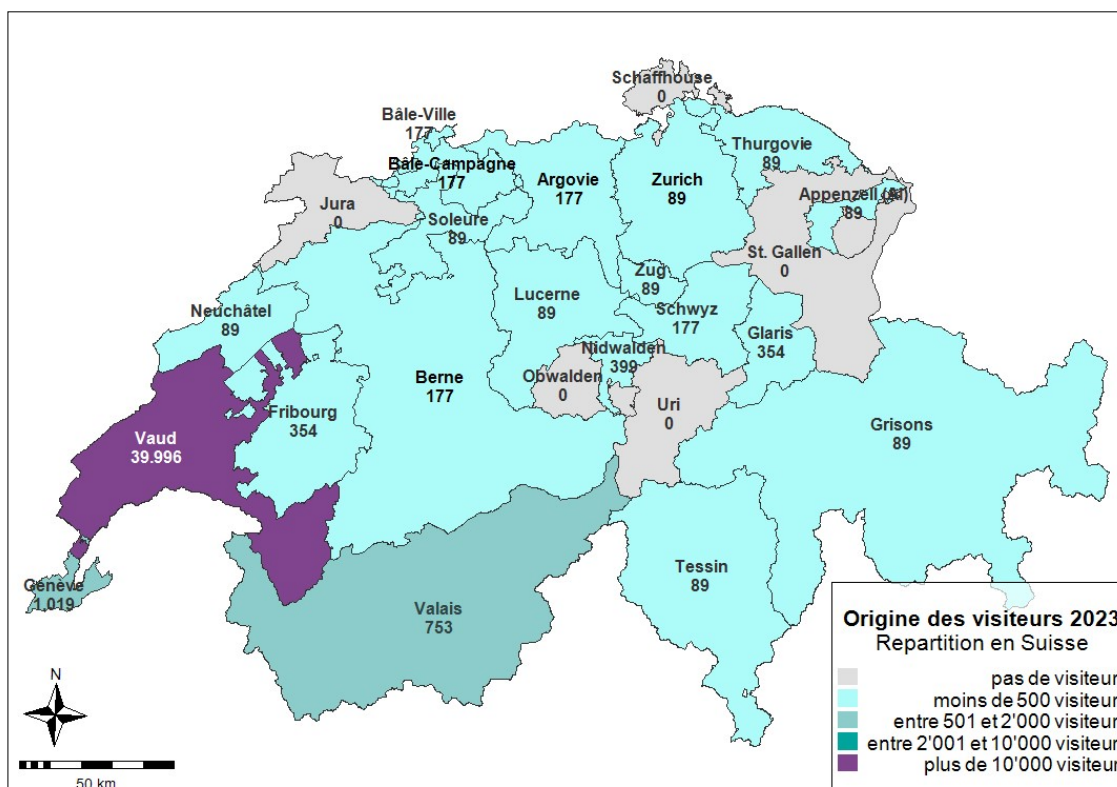 Schaffhouse
0
Bâle-Ville
177
Thurgovie
89
Bâle-Campagne
177
Argovie
177
Zurich
89
Appenzell (AI)
89
Jura
0
Soleure
89
St. Gallen
0
Zug
89
Neuchâtel
89
Lucerne
89
Schwyz
177
Glaris
354
Nidwalden
399
Obwalden
0
Berne
177
Uri
0
Fribourg
354
Grisons
89
Vaud
39.996
Tessin
89
Genève
1.019
Valais
753
Origine des visiteurs 2023
Repartition en Suisse
pas de visiteur
moins de 500 visiteur
entre 501 et 2'000 visiteur
entre 2'001 et 10'000 visiteur
plus de 10'000 visiteur
N
50 km